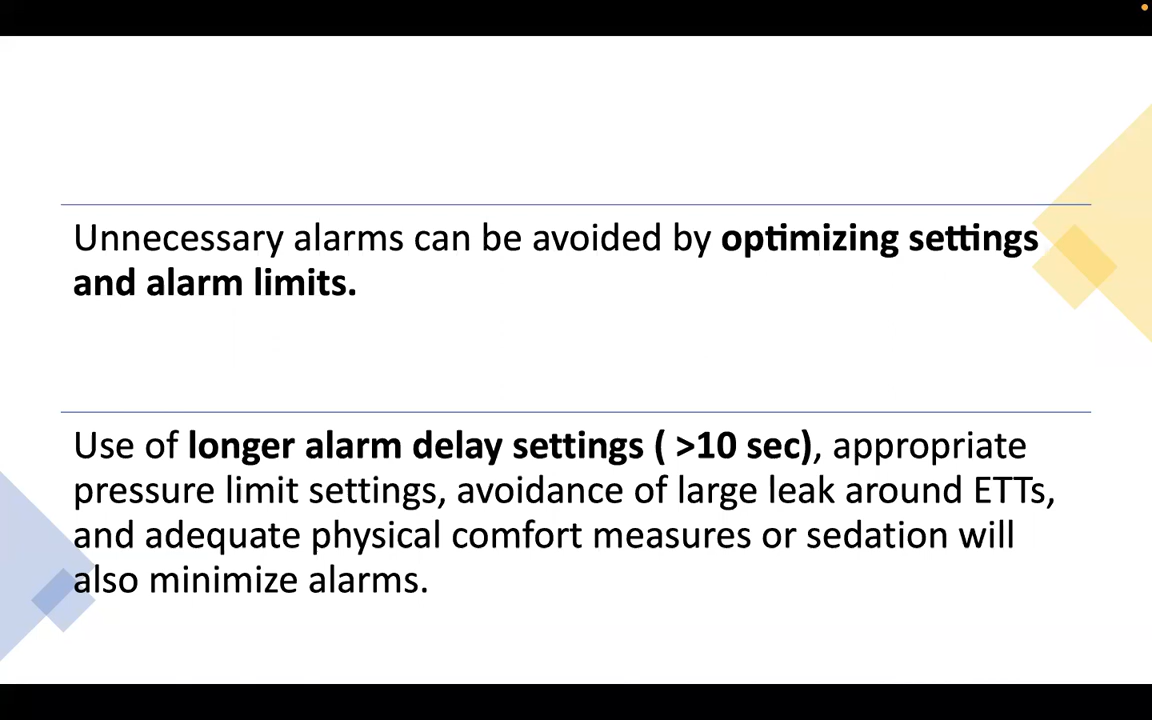 Unnecessary alarms can be avoided by optimizing settings
and alarm limits.
Use of longer alarm delay settings ( >10 sec), appropriate
pressure limit settings, avoidance of large leak around ETTs,
and adequate physical comfort measures or sedation will
also minimize alarms.